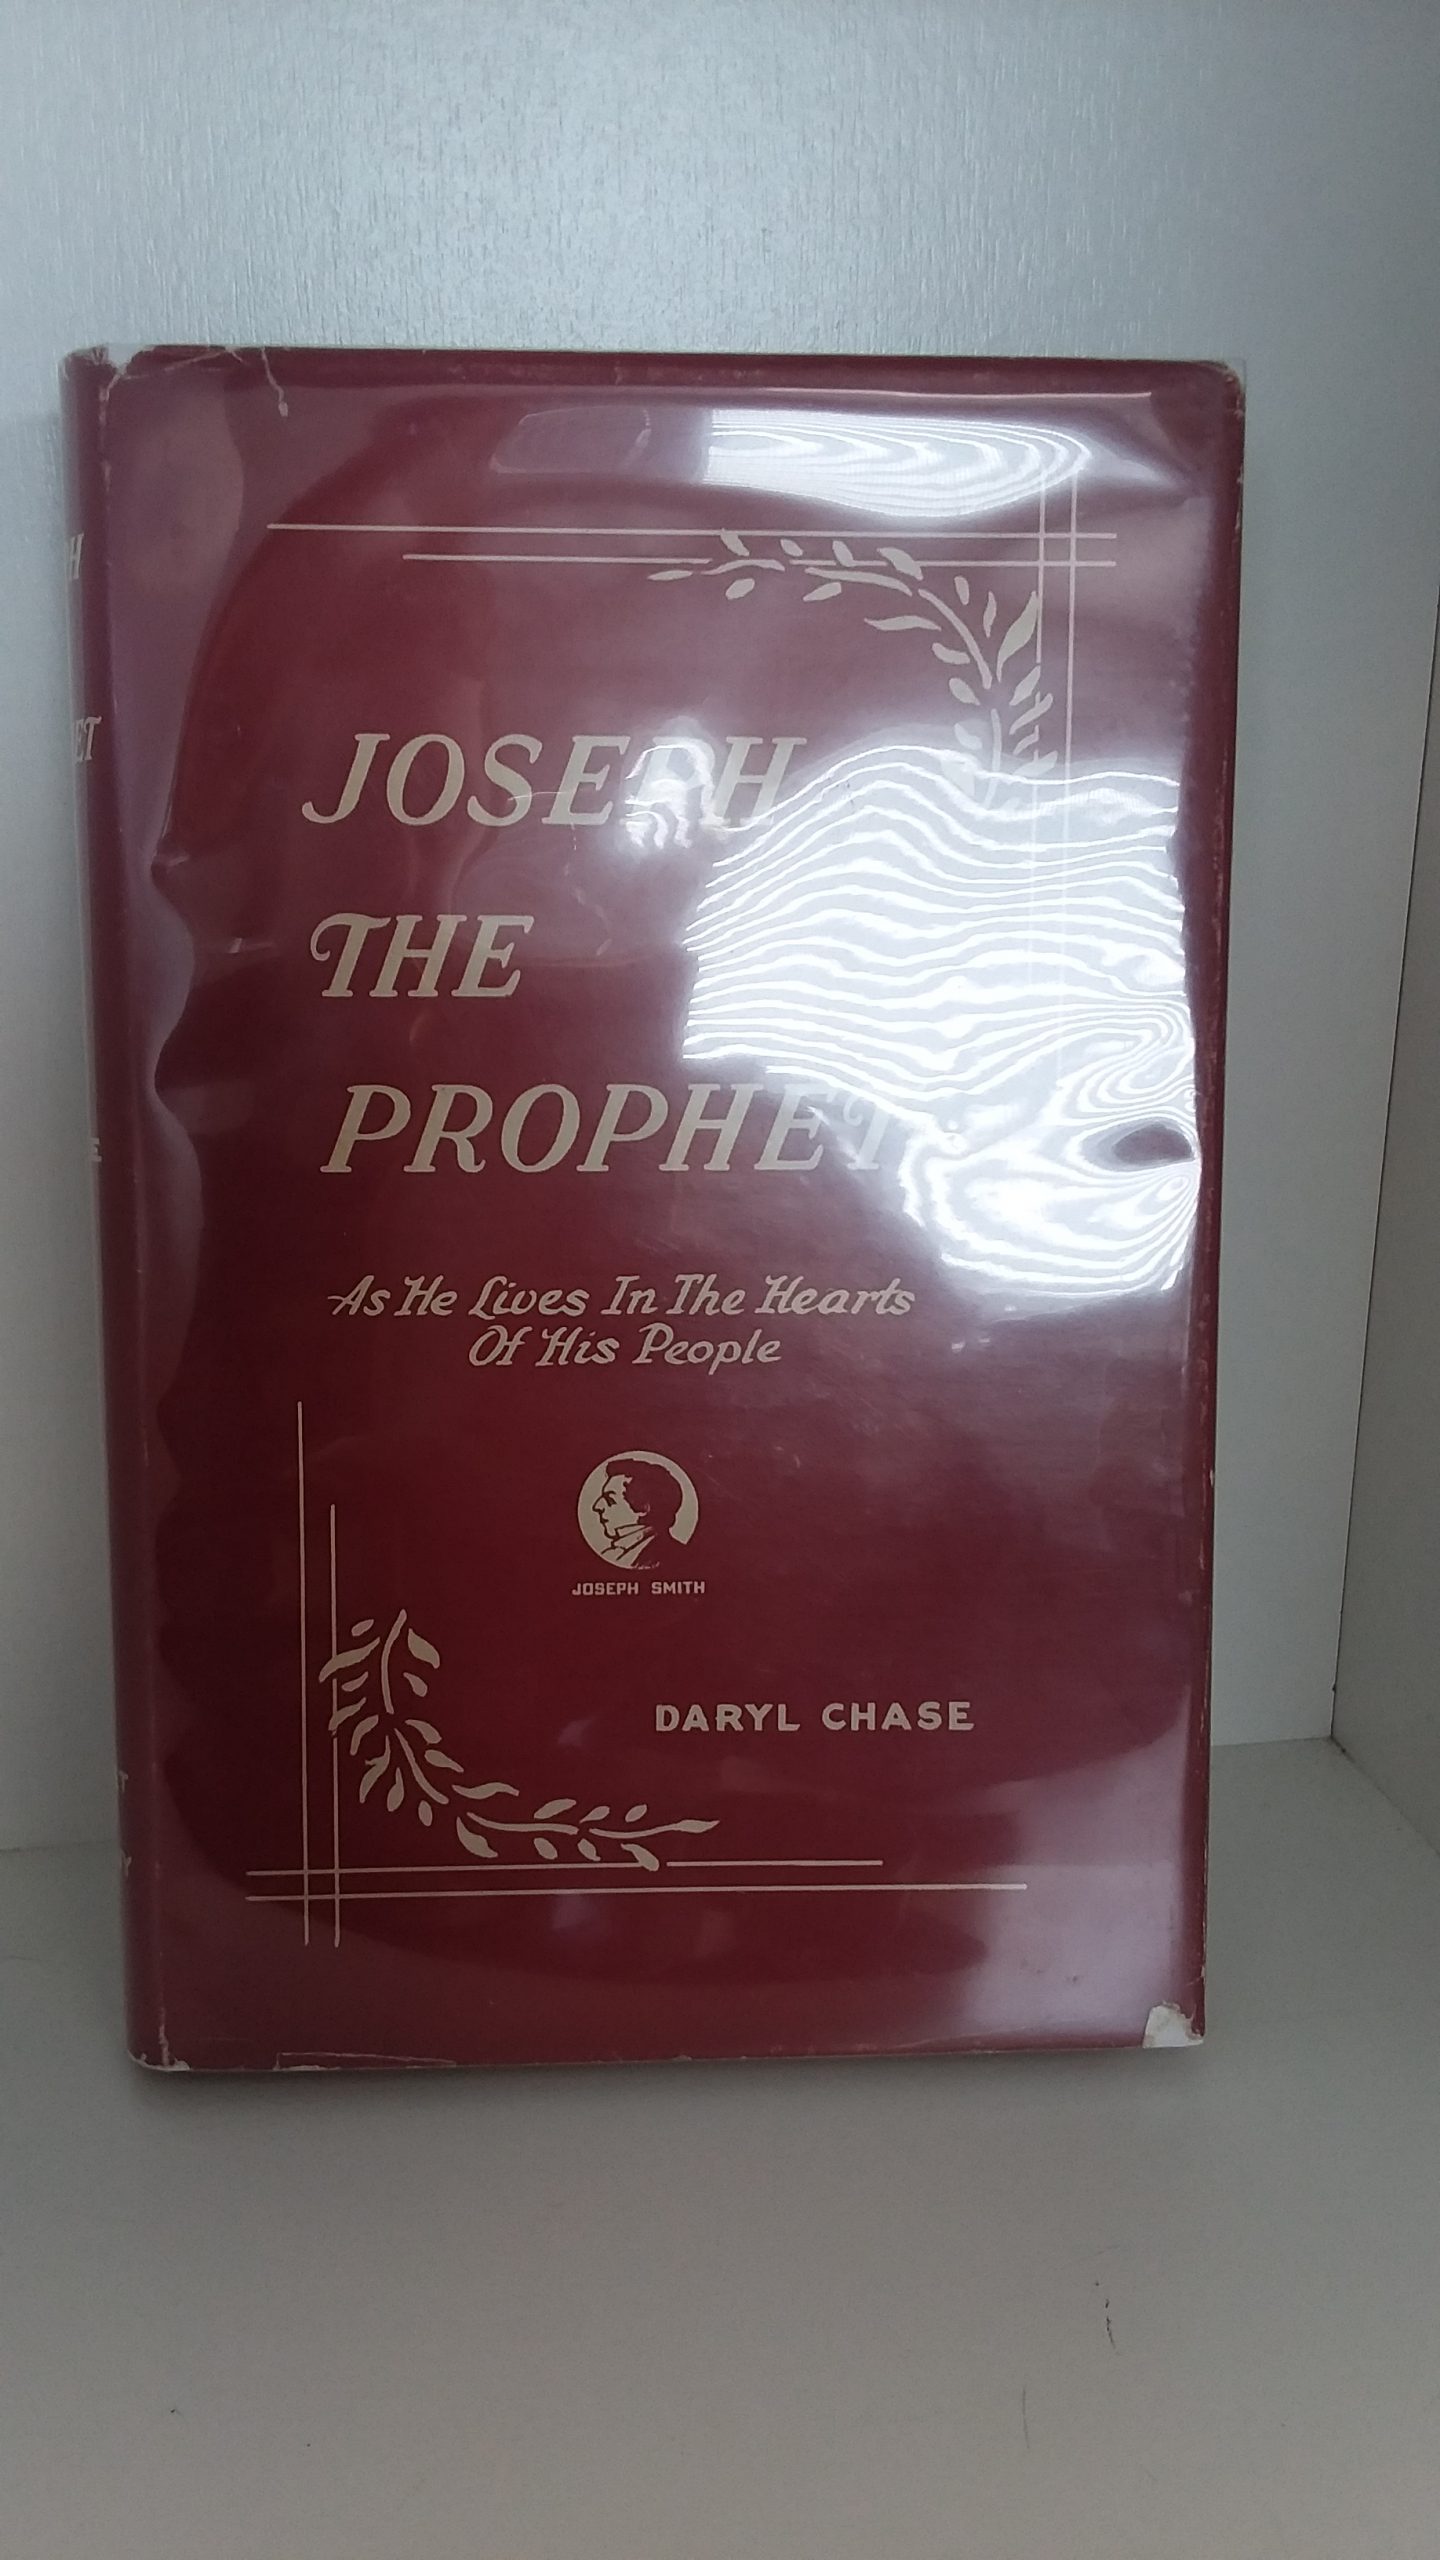 JOSEPH
THE
PROPHET
As He Lives In The Hearts
Of His People
JOSEPH SMITH
DARYL CHASE